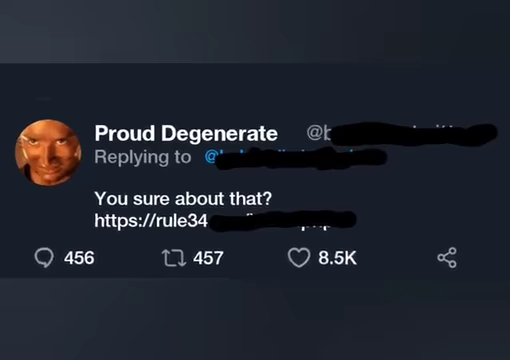 Proud Degenerate
Replying to
You sure about that?
https://rule34
456 457 8.5K